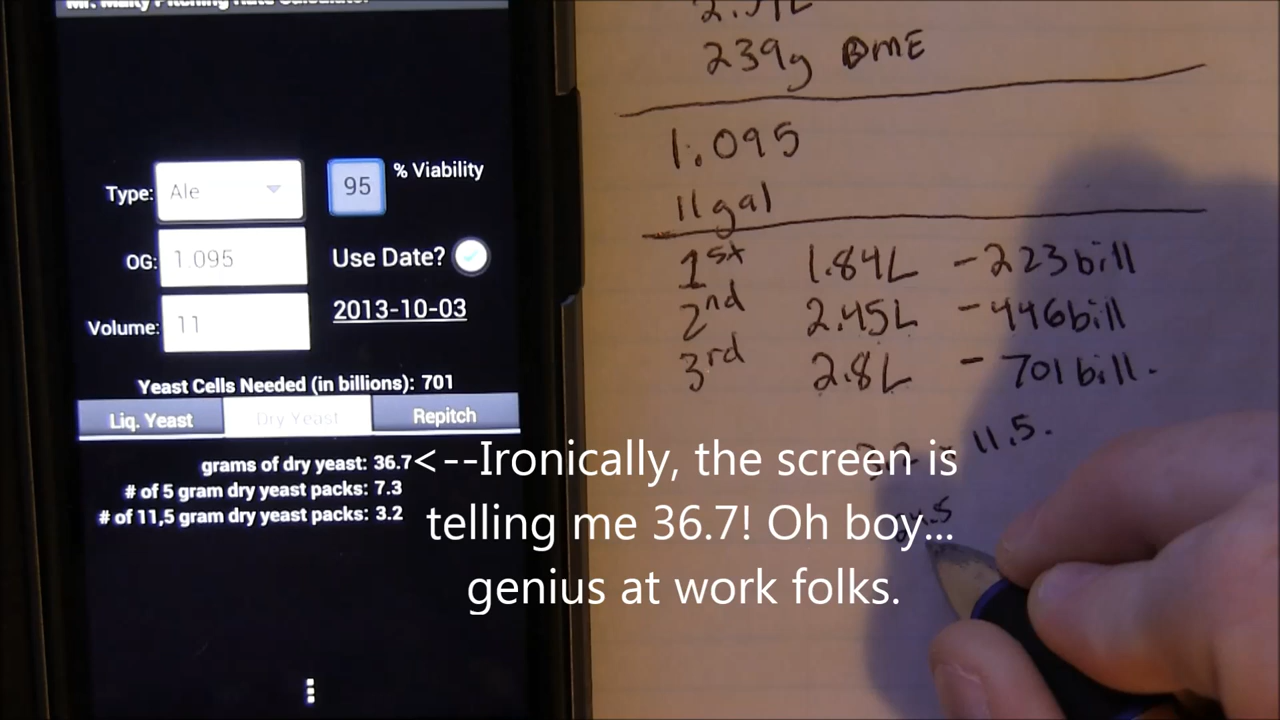 Mr. Malty Pitching Rate Calculator
Type: Ale 95 % Viability
OG: 1.095 Use Date?
Volume: 11 2013-10-03
Yeast Cells Needed (in billions): 701
Liq. Yeast Dry Yeast Repitch
grams of dry yeast: 36.7
# of 5 gram dry yeast packs: 7.3
# of 11,5 gram dry yeast packs: 3.2
<--Ironically, the screen is
telling me 36.7! Oh boy...
genius at work folks.
239g DME
1.095
11gal
1st 1.84L - 223bill
2nd 2.45L - 446bill
3rd 2.8L - 701bill.
11.5.